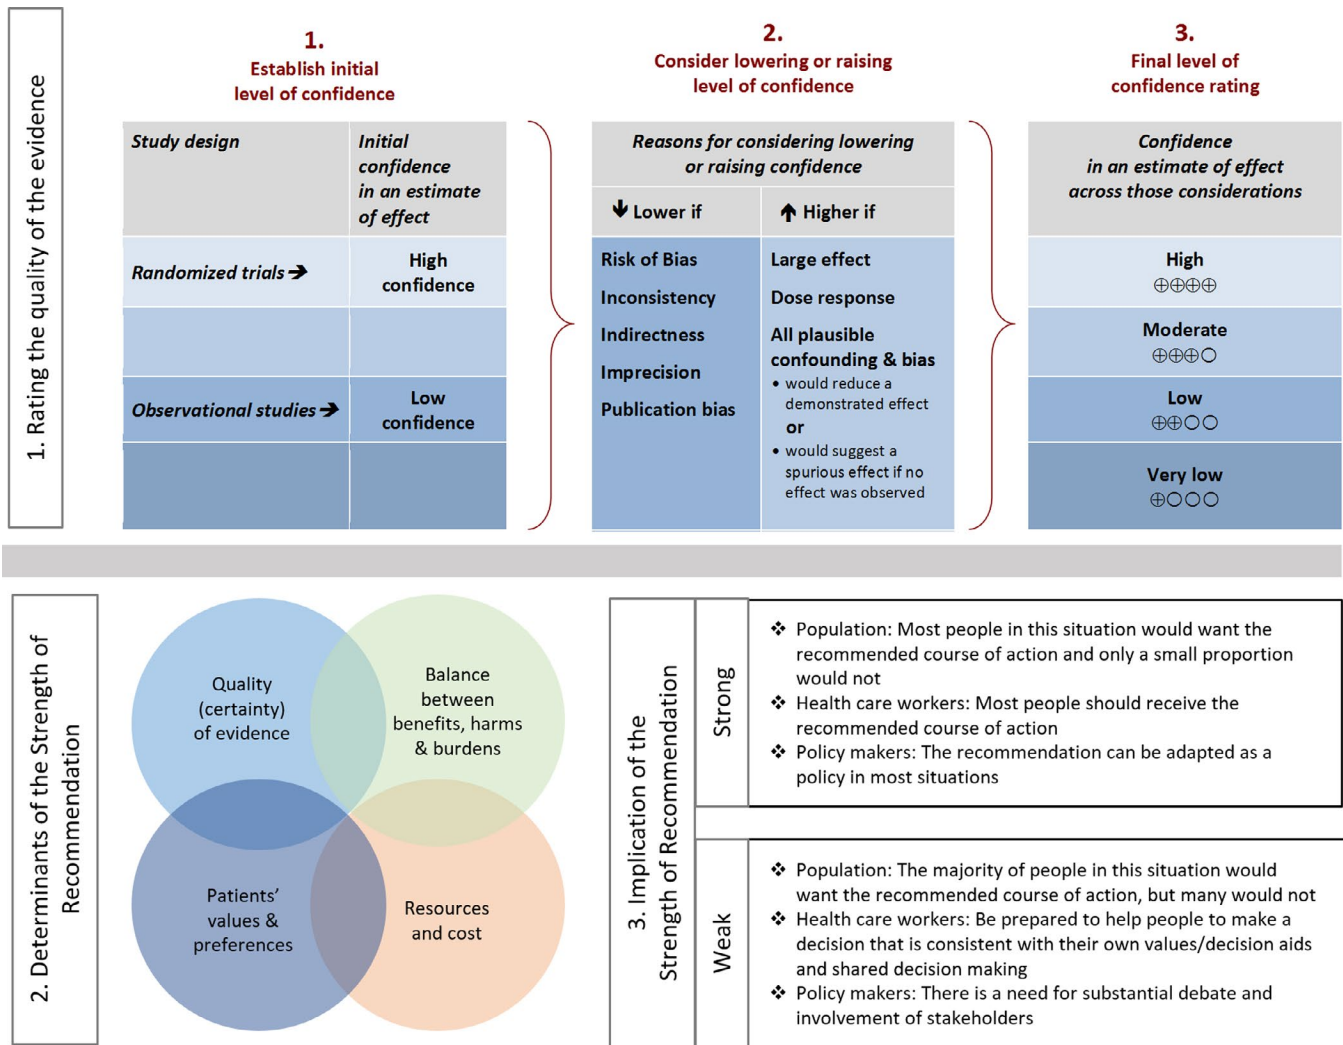 1. Rating the quality of the evidence
1.
Establish initial
level of confidence
Study design
Initial
confidence
in an estimate
of effect
Randomized trials ➔
High
confidence
Observational studies ➔
Low
confidence
2.
Consider lowering or raising
level of confidence
Reasons for considering lowering
or raising confidence
🡫 Lower if
🡩 Higher if
Risk of Bias
Inconsistency
Indirectness
Imprecision
Publication bias
Large effect
Dose response
All plausible
confounding & bias
• would reduce a
demonstrated effect
or
• would suggest a
spurious effect if no
effect was observed
3.
Final level of
confidence rating
Confidence
in an estimate of effect
across those considerations
High
⊕⊕⊕⊕
Moderate
⊕⊕⊕○
Low
⊕⊕○○
Very low
⊕○○○
2. Determinants of the Strength of
Recommendation
Quality
(certainty)
of evidence
Balance
between
benefits, harms
& burdens
Patients’
values &
preferences
Resources
and cost
3. Implication of the
Strength of Recommendation
Strong
❖ Population: Most people in this situation would want the
recommended course of action and only a small proportion
would not
❖ Health care workers: Most people should receive the
recommended course of action
❖ Policy makers: The recommendation can be adapted as a
policy in most situations
Weak
❖ Population: The majority of people in this situation would
want the recommended course of action, but many would not
❖ Health care workers: Be prepared to help people to make a
decision that is consistent with their own values/decision aids
and shared decision making
❖ Policy makers: There is a need for substantial debate and
involvement of stakeholders